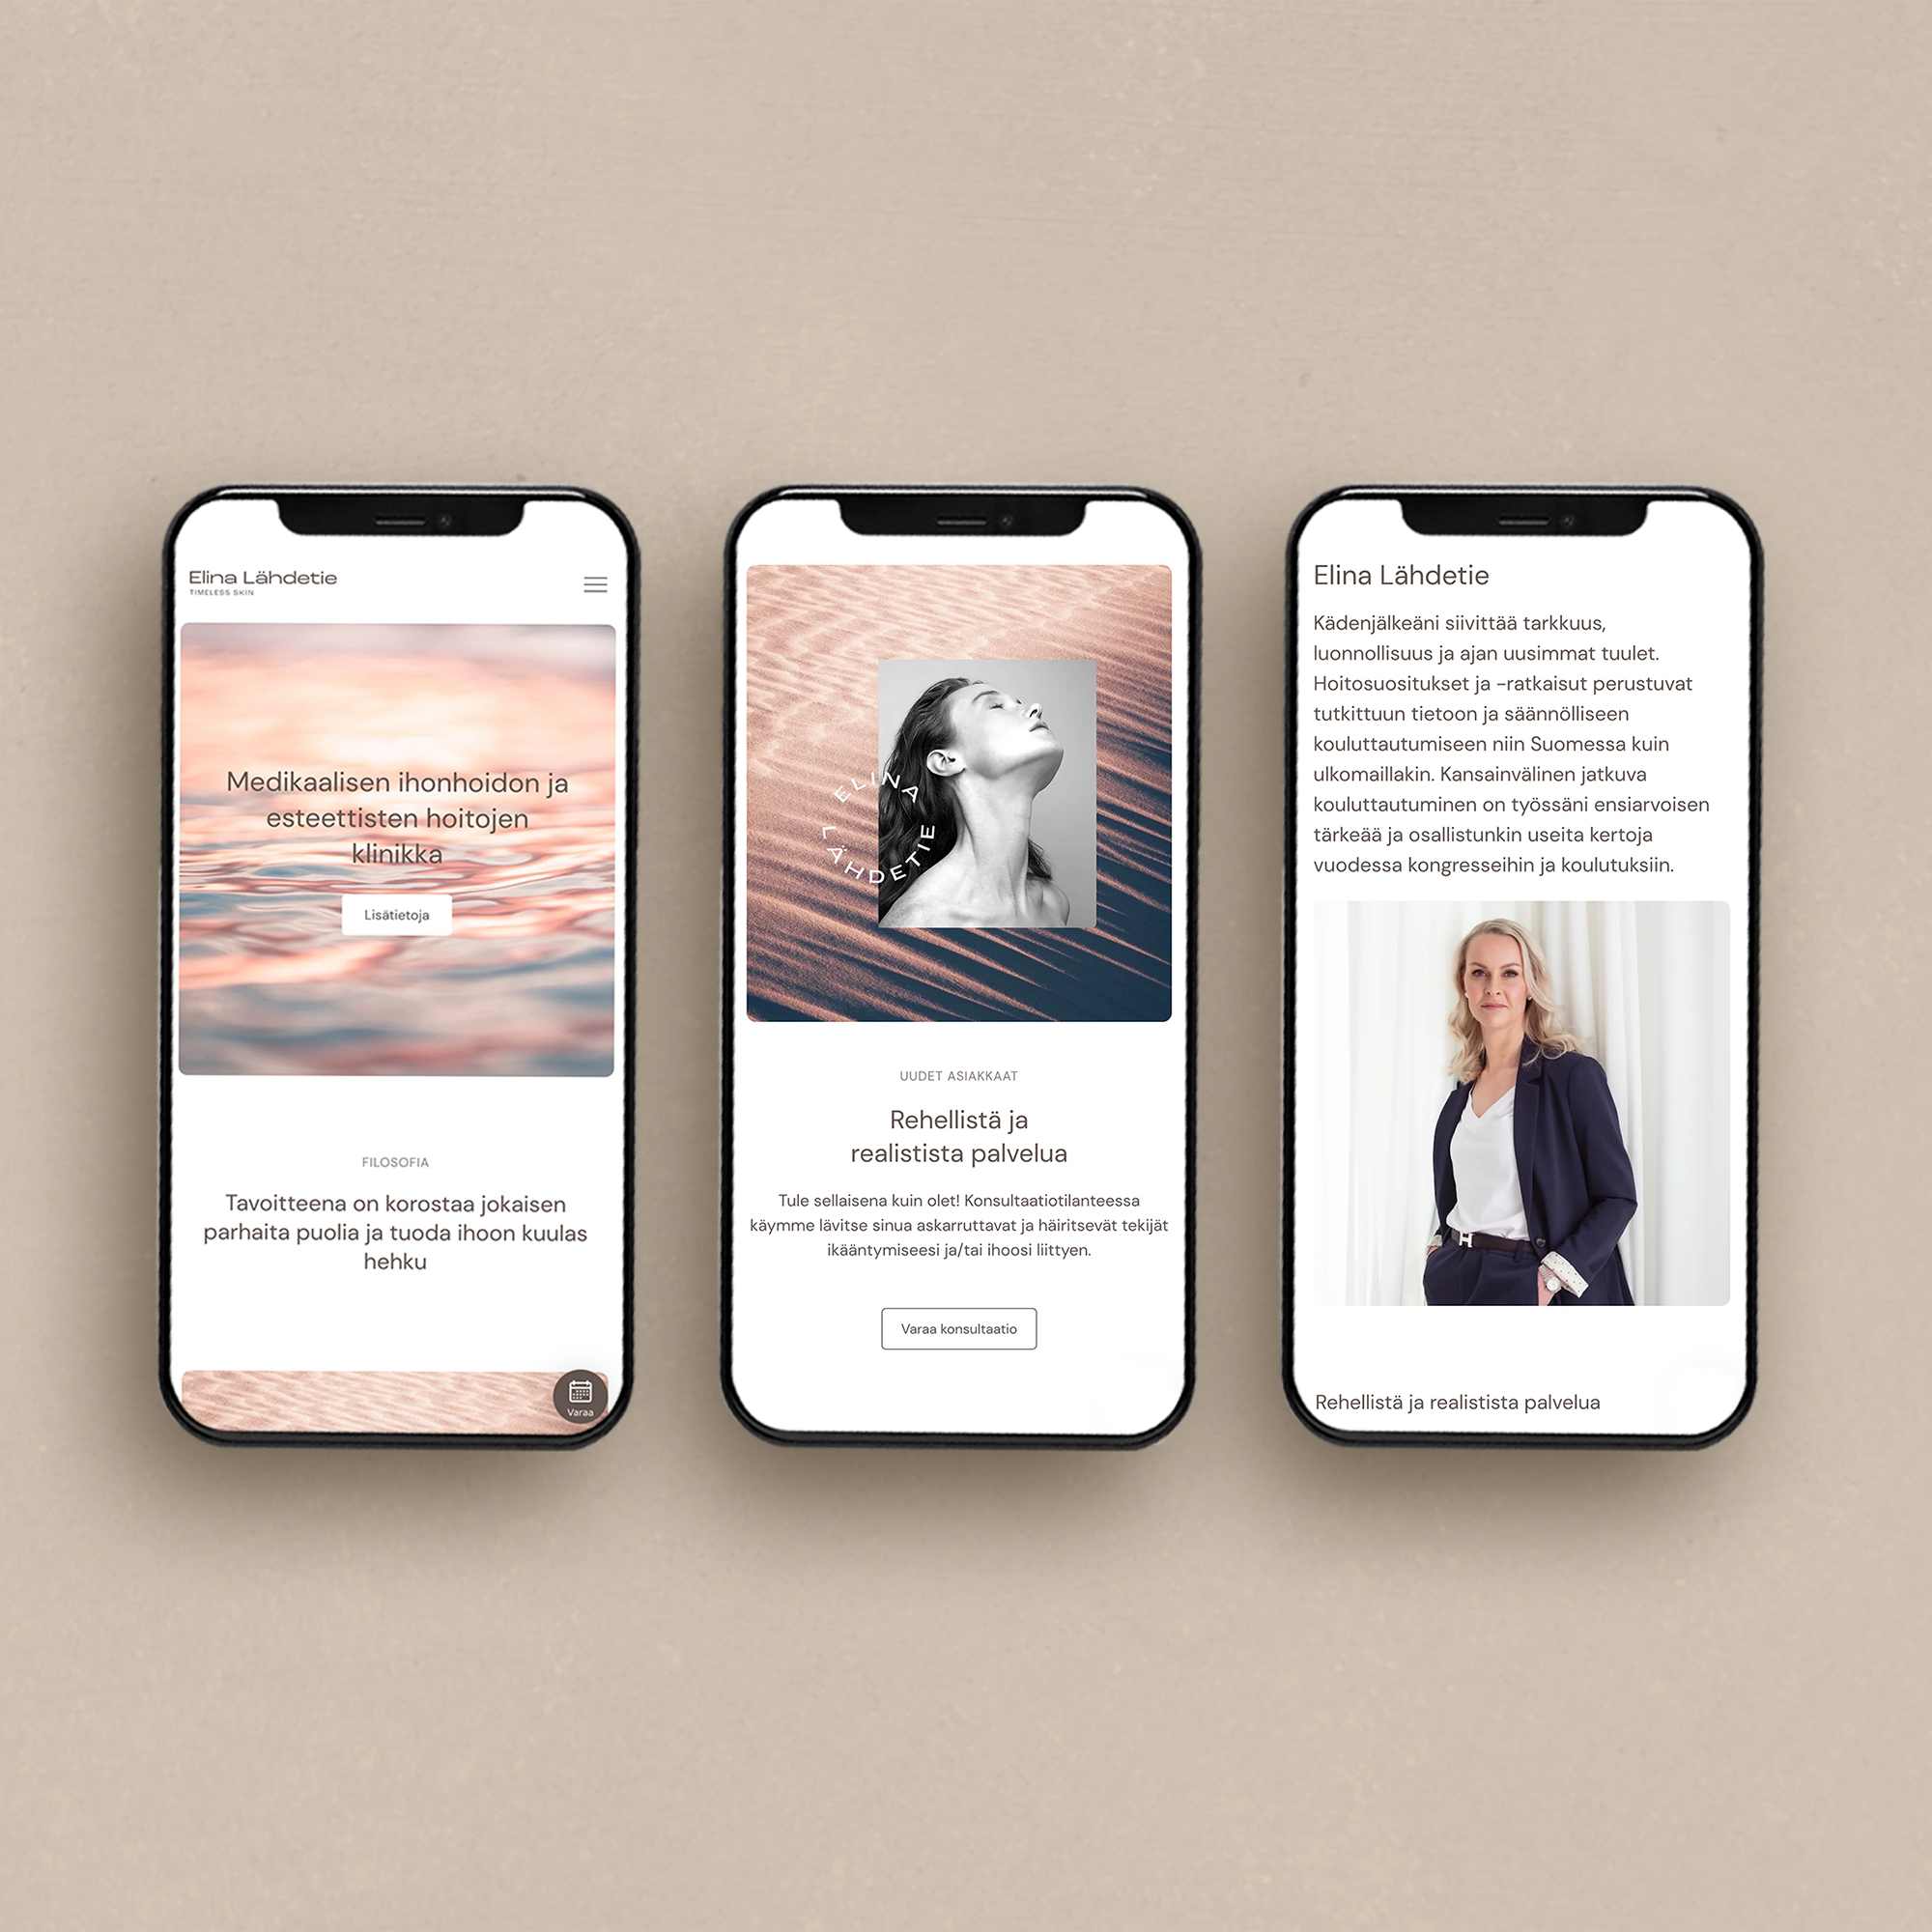 Elina Lähdetie
TIMELESS SKIN
Medikaalisen ihonhoidon ja
esteettisten hoitojen
klinikka
Lisätietoja
FILOSOFIA
Tavoitteena on korostaa jokaisen
parhaita puolia ja tuoda ihoon kuulas
hehku
Varaa
ELINA
LÄHDETIE
UUDET ASIAKKAAT
Rehellistä ja
realistista palvelua
Tule sellaisena kuin olet! Konsultaatiotilanteessa
käymme lävitse sinua askarruttavat ja häiritsevät tekijät
ikääntymiseesi ja/tai ihoosi liittyen.
Varaa konsultaatio
Elina Lähdetie
Kädenjälkeäni siivittää tarkkuus,
luonnollisuus ja ajan uusimmat tuulet.
Hoitosuositukset ja -ratkaisut perustuvat
tutkittuun tietoon ja säännölliseen
kouluttautumiseen niin Suomessa kuin
ulkomaillakin. Kansainvälinen jatkuva
kouluttautuminen on työssäni ensiarvoisen
tärkeää ja osallistunkin useita kertoja
vuodessa kongresseihin ja koulutuksiin.
Rehellistä ja realistista palvelua